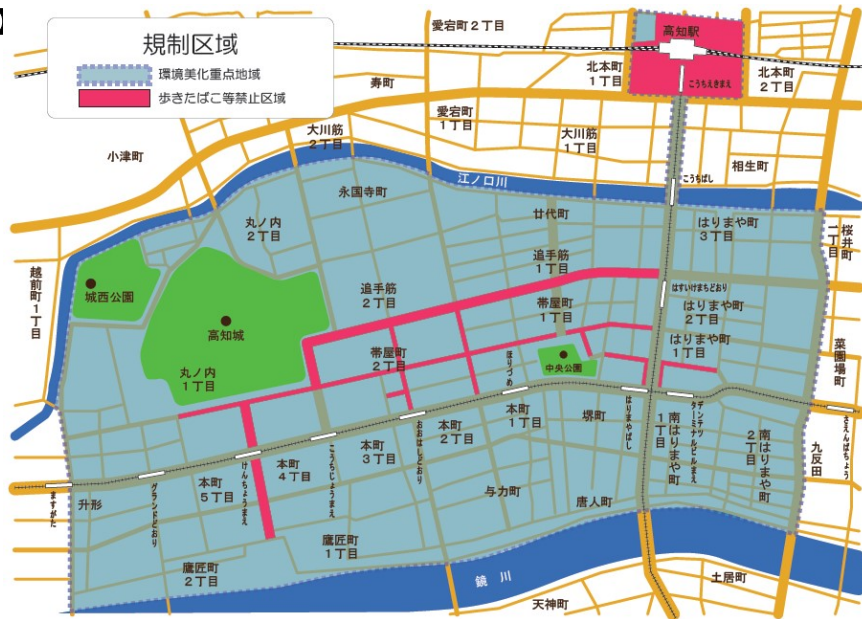 】
規制区域
環境美化重点地域
歩きたばこ等禁止区域
愛宕町2丁目
高知駅
北本町
1丁目
こうちえきまえ
北本町
2丁目
寿町
愛宕町
1丁目
大川筋
2丁目
大川筋
1丁目
小津町
相生町
江ノ口川
こうちばし
永国寺町
廿代町
丸ノ内
2丁目
はりまや町
3丁目
桜井町
一丁目
追手筋
1丁目
越前町1丁目
城西公園
追手筋
2丁目
はすいけまちどおり
帯屋町
1丁目
はりまや町
2丁目
高知城
はりまや町
1丁目
菜園場町
帯屋町
2丁目
ほりづめ
中央公園
丸ノ内
1丁目
はりまやばし
デンテツ
ターミナルビルまえ
さえんばちょう
本町
1丁目
堺町
南はりまや町
1丁目
南はりまや町
2丁目
九反田
おおはしどおり
本町
2丁目
本町
3丁目
こうちじょうまえ
本町
4丁目
けんちょうまえ
本町
5丁目
グランドどおり
升形
ますがた
与力町
唐人町
鷹匠町
1丁目
鷹匠町
2丁目
鏡川
土居町
天神町